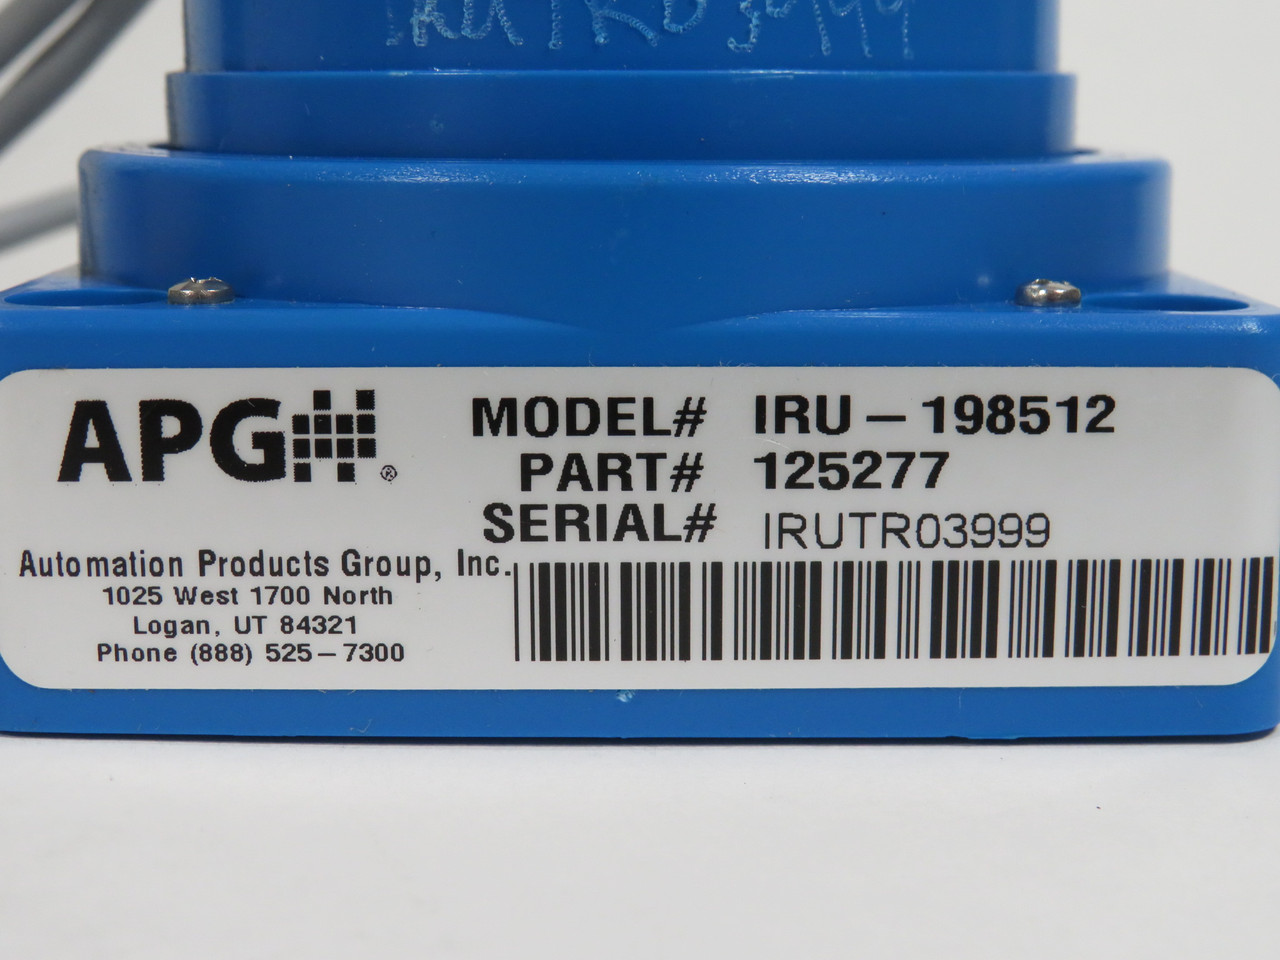 IRUTR03999
APG®
MODEL# IRU-198512
PART# 125277
SERIAL# IRUTR03999
Automation Products Group, Inc.
1025 West 1700 North
Logan, UT 84321
Phone (888) 525-7300